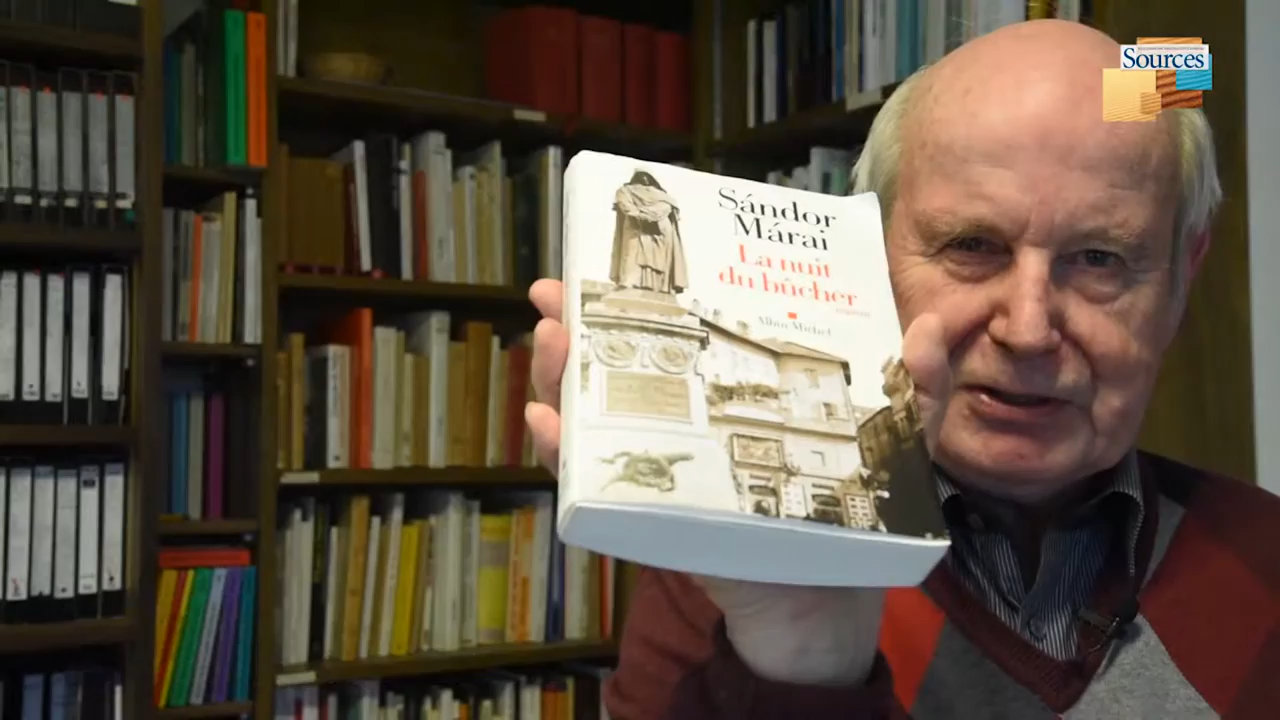 Sources
Sándor
Márai
La nuit
du bûcher
roman
Albin Michel